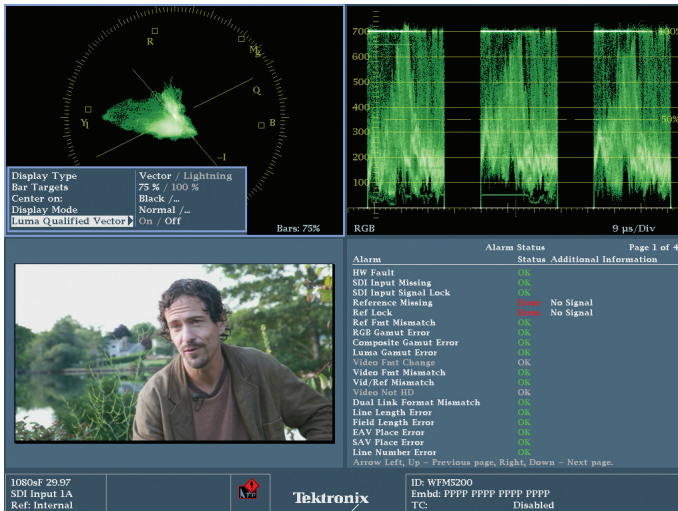 R
Mg
Q
Yl
B
-I
Display Type Vector / Lightning
Bar Targets 75 % / 100 %
Center on: Black /...
Display Mode Normal /...
Luma Qualified Vector On / Off
Bars: 75%
700
600
500
400
300
200
100
100%
50%
RGB 9 µs/Div
Alarm Status Page 1 of 4
Alarm Status Additional Information
HW Fault OK
SDI Input Missing OK
SDI Input Signal Lock OK
Reference Missing No Signal
Ref Lock No Signal
Ref Fmt Mismatch OK
RGB Gamut Error OK
Composite Gamut Error OK
Luma Gamut Error OK
Video Fmt Change OK
Video Fmt Mismatch OK
Vid/Ref Mismatch OK
Video Not HD OK
Dual Link Format Mismatch OK
Line Length Error OK
Field Length Error OK
EAV Place Error OK
SAV Place Error OK
Line Number Error OK
Arrow Left, Up - Previous page, Right, Down - Next page.
1080sF 29.97
SDI Input 1A
Ref: Internal
Tektronix
ID: WFM5200
Embd: PPPP PPPP PPPP PPPP
TC: Disabled